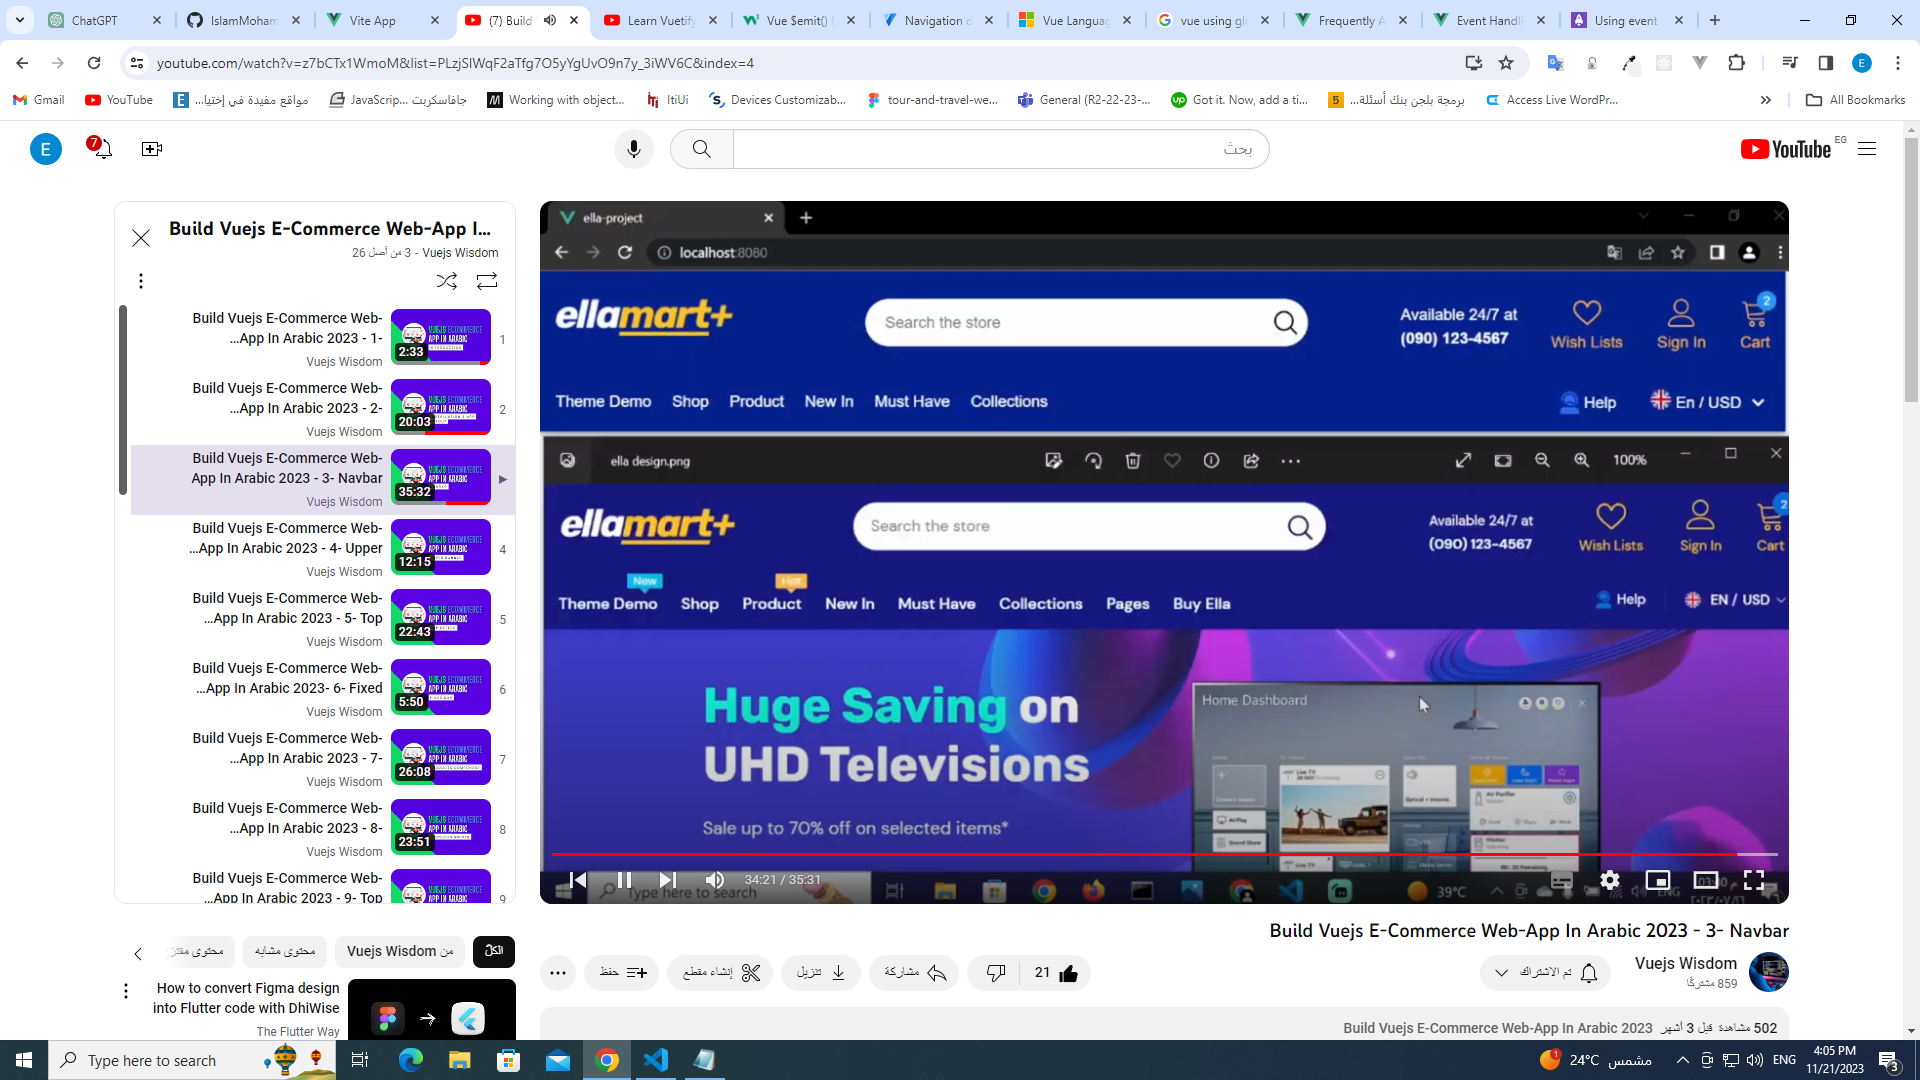 ChatGPT
IslamMoham
Vite App
(7) Build
Learn Vuetify
Vue $emit()
Navigation d
Vue Languag
vue using glo
Frequently A
Event Handli
Using event
youtube.com/watch?v=z7bCTx1WmoM&list=PLzjSIWqF2aTfg7O5yYgUvO9n7y_3iWV6C&index=4
E
Gmail
YouTube
مواقع مفيدة في إختيا...
JavaScrip... جافاسكربت
Working with object...
ItiUi
Devices Customizab...
tour-and-travel-we...
General (R2-22-23-...
Got it. Now, add a ti...
برمجة بلجن بنك أسئلة...
Access Live WordPr...
All Bookmarks
E
7
بحث
YouTube EG
Build Vuejs E-Commerce Web-App I...
Vuejs Wisdom - 3 من أصل 26
Build Vuejs E-Commerce Web-
...App In Arabic 2023 - 1-
Vuejs Wisdom
2:33
1
Build Vuejs E-Commerce Web-
...App In Arabic 2023 - 2-
Vuejs Wisdom
20:03
2
Build Vuejs E-Commerce Web-
App In Arabic 2023 - 3- Navbar
Vuejs Wisdom
35:32
Build Vuejs E-Commerce Web-
...App In Arabic 2023 - 4- Upper
Vuejs Wisdom
12:15
4
Build Vuejs E-Commerce Web-
...App In Arabic 2023 - 5- Top
Vuejs Wisdom
22:43
5
Build Vuejs E-Commerce Web-
...App In Arabic 2023- 6- Fixed
Vuejs Wisdom
5:50
6
Build Vuejs E-Commerce Web-
...App In Arabic 2023 - 7-
Vuejs Wisdom
26:08
7
Build Vuejs E-Commerce Web-
...App In Arabic 2023 - 8-
Vuejs Wisdom
23:51
8
Build Vuejs E-Commerce Web-
...App In Arabic 2023 - 9- Top
9
ella-project
localhost:8080
ellamart+
Search the store
Available 24/7 at
(090) 123-4567
Wish Lists
Sign In
2
Cart
Theme Demo Shop Product New In Must Have Collections
Help
En / USD
ella design.png
100%
ellamart+
Search the store
Available 24/7 at
(090) 123-4567
Wish Lists
Sign In
2
Cart
New
Hot
Theme Demo Shop Product New In Must Have Collections Pages Buy Ella
Help
EN / USD
Huge Saving on
UHD Televisions
Sale up to 70% off on selected items*
Home Dashboard
34:21 / 35:31
Type here to search
39°C
ENG
Build Vuejs E-Commerce Web-App In Arabic 2023 - 3- Navbar
Vuejs Wisdom
859 مشتركًا
تم الاشتراك
21
مشاركة
تنزيل
إنشاء مقطع
حفظ
502 مشاهدة قبل 3 أشهر Build Vuejs E-Commerce Web-App In Arabic 2023
الكلّ
من Vuejs Wisdom
محتوى مشابه
How to convert Figma design
into Flutter code with DhiWise
The Flutter Way
Type here to search
24°C مشمس
ENG
4:05 PM
11/21/2023
3